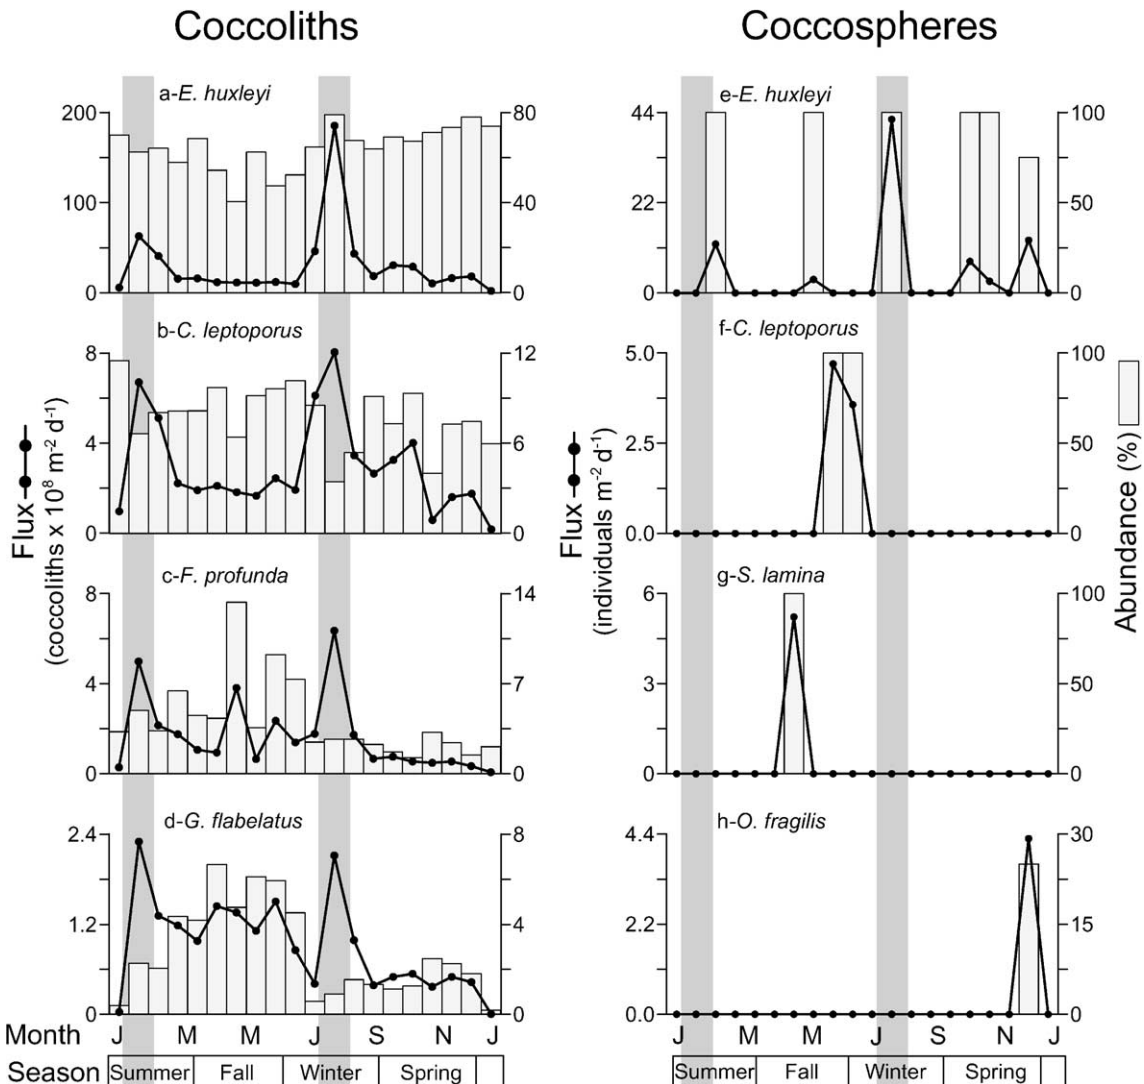 Coccoliths
Coccospheres
a-E. huxleyi
200
100
0
80
40
20
0
e-E. huxleyi
44
22
0
100
50
0
b-C. leptoporus
8
4
0
12
6
0
f-C. leptoporus
5.0
2.5
0.0
100
50
0
c-F. profunda
8
4
0
14
7
0
g-S. lamina
6
3
0
100
50
0
d-G. flabelatus
2.4
1.2
0
8
4
2
0
h-O. fragilis
4.4
2.2
0.0
30
15
0
Flux
(coccoliths x 10⁸ m⁻² d⁻¹)
Flux
(individuals m⁻² d⁻¹)
Abundance (%)
Month J M M J S N J
J M M J S N J
Season Summer Fall Winter Spring
Summer Fall Winter Spring